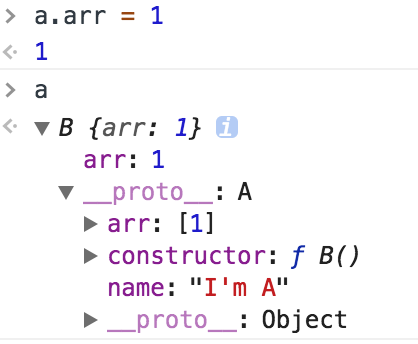 > a.arr = 1
< 1
> a
< ▼ B {arr: 1} i
arr: 1
▼ __proto__: A
▶ arr: [1]
▶ constructor: ƒ B()
name: "I'm A"
▶ __proto__: Object